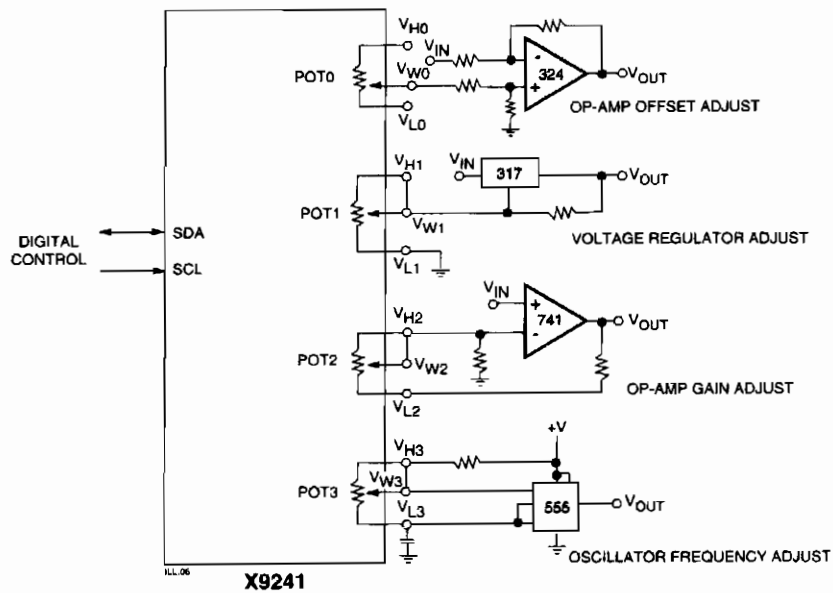 VH0
VIN
POT0
VW0
-
324
+
VOUT
VL0
OP-AMP OFFSET ADJUST
VH1
VIN
317
VOUT
POT1
VW1
VOLTAGE REGULATOR ADJUST
VL1
DIGITAL
CONTROL
SDA
SCL
VIN
+
741
-
VOUT
VH2
POT2
VW2
VL2
OP-AMP GAIN ADJUST
+V
VH3
POT3
VW3
555
VOUT
VL3
OSCILLATOR FREQUENCY ADJUST
ILL.06
X9241